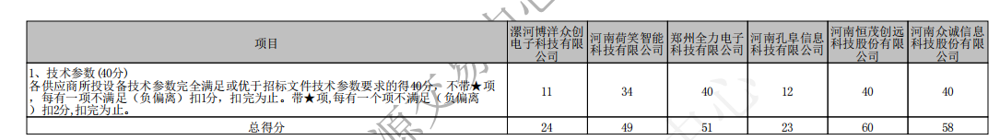 项目
漯河博洋众创
电子科技有限
公司
河南荷笑智能
科技有限公司
郑州全力电子
科技有限公司
河南孔阜信息
科技有限公司
河南恒茂创远
科技股份有限
公司
河南众诚信息
科技股份有限
公司
1、技术参数(40分)
各供应商所投设备技术参数完全满足或优于招标文件技术参数要求的得40分，不带★项
，每有一项不满足（负偏离）扣1分，扣完为止。带★项,每有一个项不满足（负偏离
）扣2分,扣完为止。
11
34
40
12
40
40
总得分
24
49
51
23
60
58
源交易中心
中心